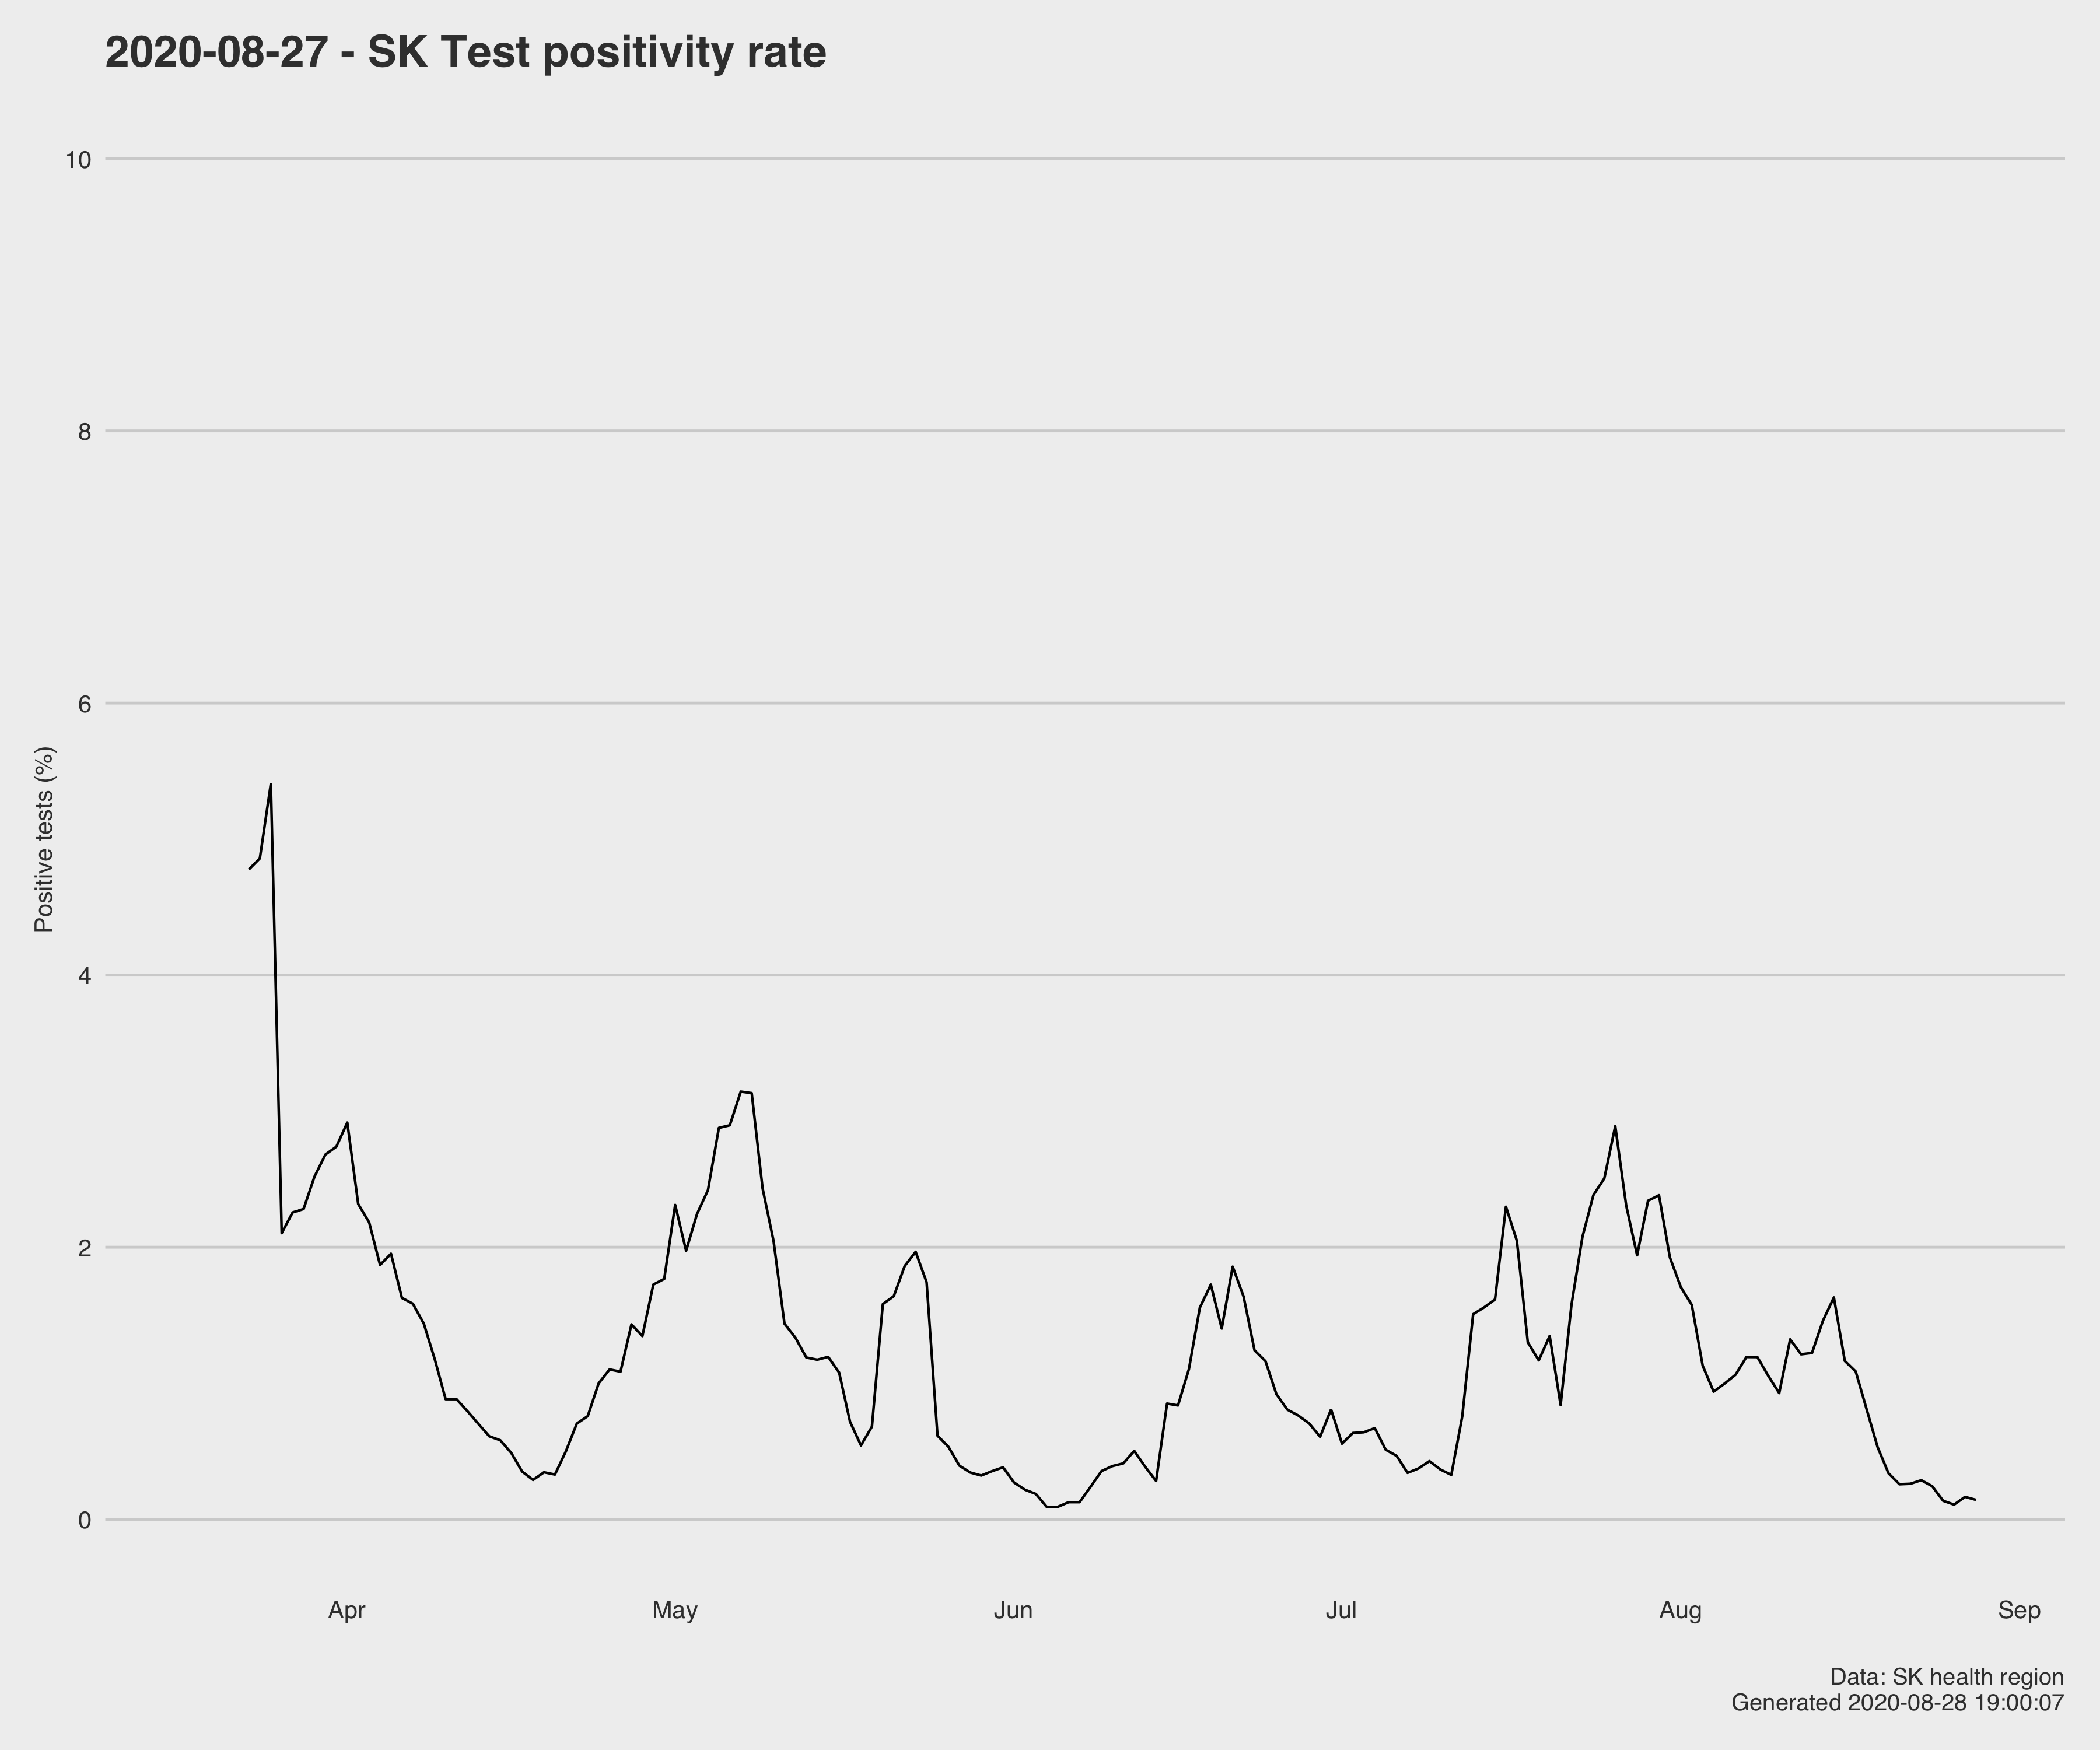 2020-08-27 - SK Test positivity rate
10
8
6
4
2
0
Positive tests (%)
Apr May Jun Jul Aug Sep
Data: SK health region
Generated 2020-08-28 19:00:07